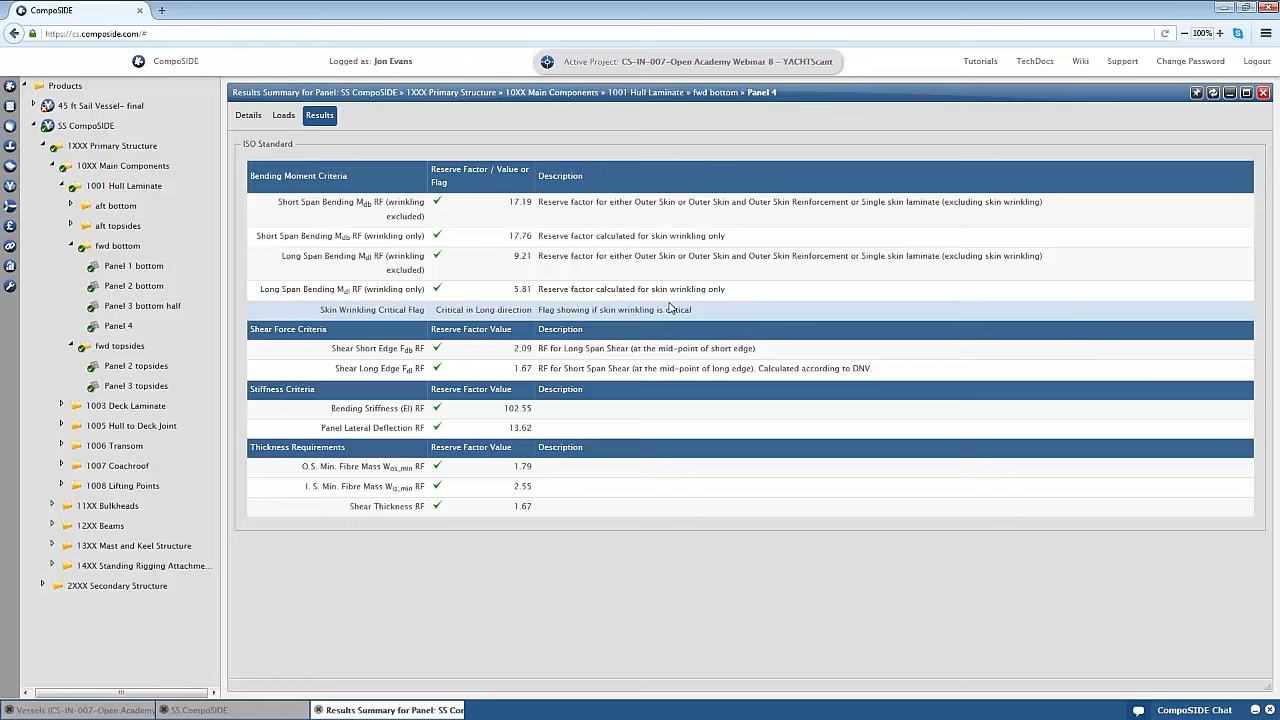 CompoSIDE
https://cs.composide.com/#
100%
CompoSIDE
Logged as: Jon Evans
Active Project: CS-IN-007-Open Academy Webinar 8 - YACHTScant
Tutorials
TechDocs
Wiki
Support
Change Password
Logout
Products
45 ft Sail Vessel- final
SS CompoSIDE
1XXX Primary Structure
10XX Main Components
1001 Hull Laminate
aft bottom
aft topsides
fwd bottom
Panel 1 bottom
Panel 2 bottom
Panel 3 bottom half
Panel 4
fwd topsides
Panel 2 topsides
Panel 3 topsides
1003 Deck Laminate
1005 Hull to Deck Joint
1006 Transom
1007 Coachroof
1008 Lifting Points
11XX Bulkheads
12XX Beams
13XX Mast and Keel Structure
14XX Standing Rigging Attachme...
2XXX Secondary Structure
Results Summary for Panel: SS CompoSIDE » 1XXX Primary Structure » 10XX Main Components » 1001 Hull Laminate » fwd bottom » Panel 4
Details
Loads
Results
ISO Standard
Bending Moment Criteria
Reserve Factor / Value or
Flag
Description
Short Span Bending Mdb RF (wrinkling
excluded)
17.19
Reserve factor for either Outer Skin or Outer Skin and Outer Skin Reinforcement or Single skin laminate (excluding skin wrinkling)
Short Span Bending Mdb RF (wrinkling only)
17.76
Reserve factor calculated for skin wrinkling only
Long Span Bending Mdl RF (wrinkling
excluded)
9.21
Reserve factor for either Outer Skin or Outer Skin and Outer Skin Reinforcement or Single skin laminate (excluding skin wrinkling)
Long Span Bending Mdl RF (wrinkling only)
5.81
Reserve factor calculated for skin wrinkling only
Skin Wrinkling Critical Flag
Critical in Long direction
Flag showing if skin wrinkling is critical
Shear Force Criteria
Reserve Factor Value
Description
Shear Short Edge Fdb RF
2.09
RF for Long Span Shear (at the mid-point of short edge)
Shear Long Edge Fdl RF
1.67
RF for Short Span Shear (at the mid-point of long edge). Calculated according to DNV.
Stiffness Criteria
Reserve Factor Value
Description
Bending Stiffness (EI) RF
102.55
Panel Lateral Deflection RF
13.62
Thickness Requirements
Reserve Factor Value
Description
O.S. Min. Fibre Mass Wos_min RF
1.79
I. S. Min. Fibre Mass Wis_min RF
2.55
Shear Thickness RF
1.67
Vessels (CS-IN-007-Open Academy
SS CompoSIDE
Results Summary for Panel: SS Cor
CompoSIDE Chat